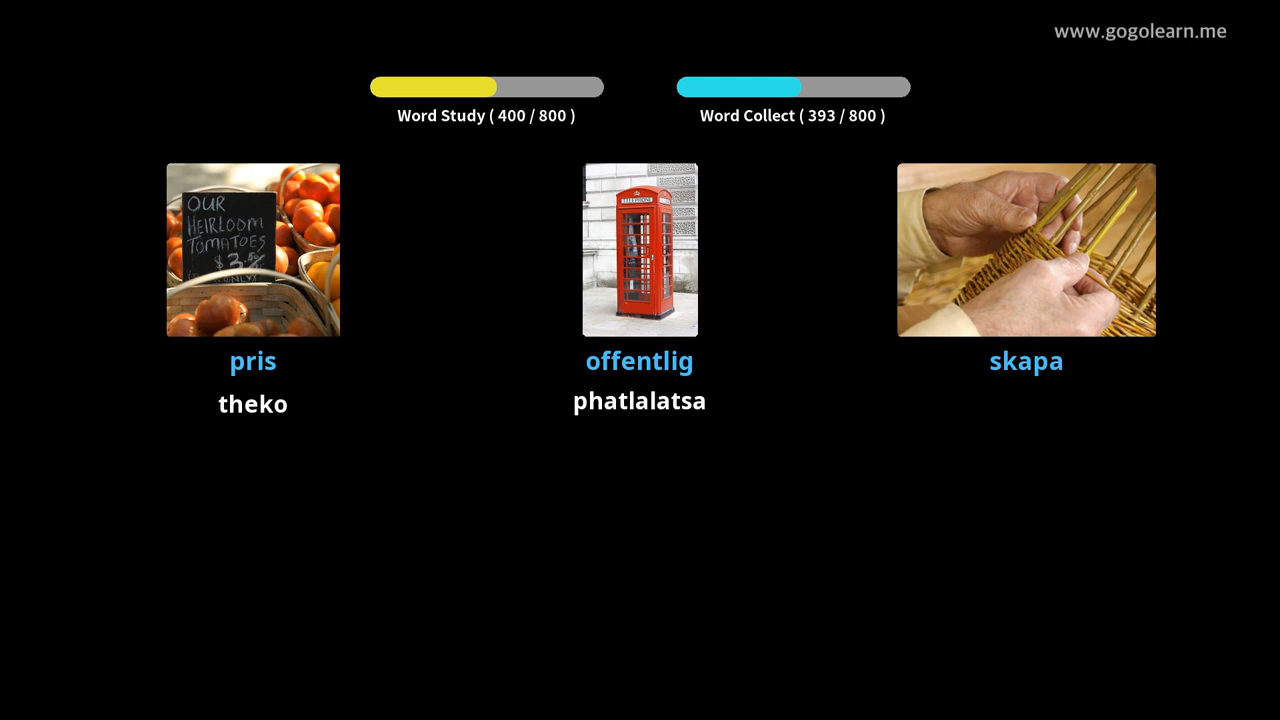 www.gogolearn.me
Word Study ( 400 / 800 )
Word Collect ( 393 / 800 )
OUR
HEIRLOOM
TOMATOES
TELEPHONE
pris
offentlig
skapa
theko
phatlalatsa